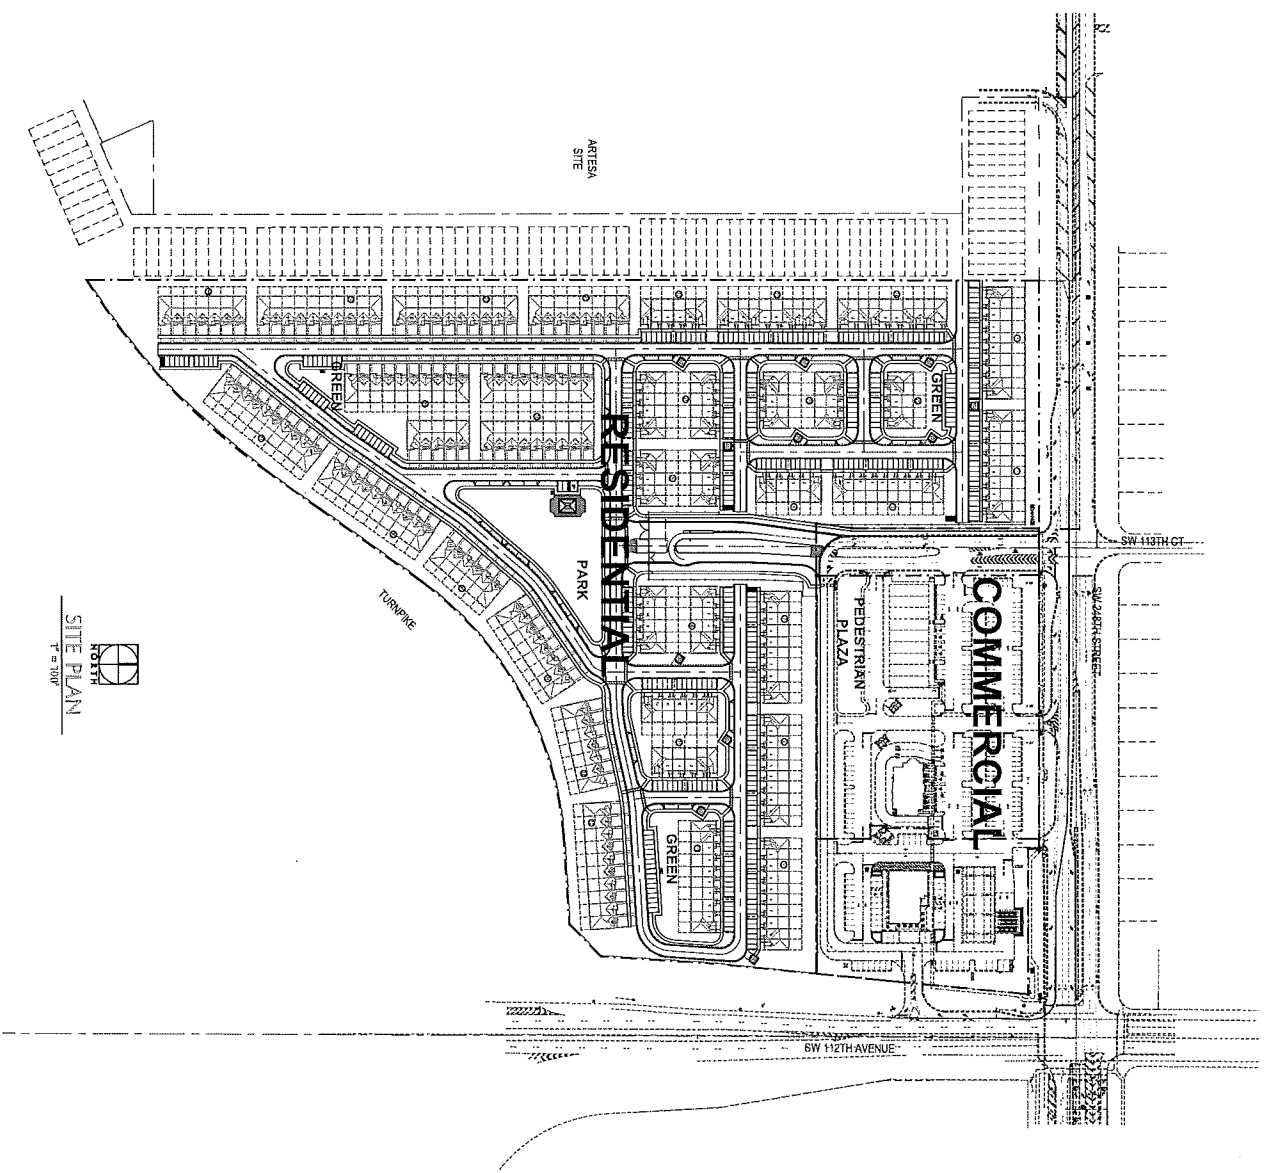 ARTESA
SITE
GREEN
GREEN
RESIDENTIAL
PARK
TURNPIKE
COMMERCIAL
PEDESTRIAN
PLAZA
SW 113TH CT
SW 248TH STREET
GREEN
SW 112TH AVENUE
NORTH
SITE PLAN
1" = 100'